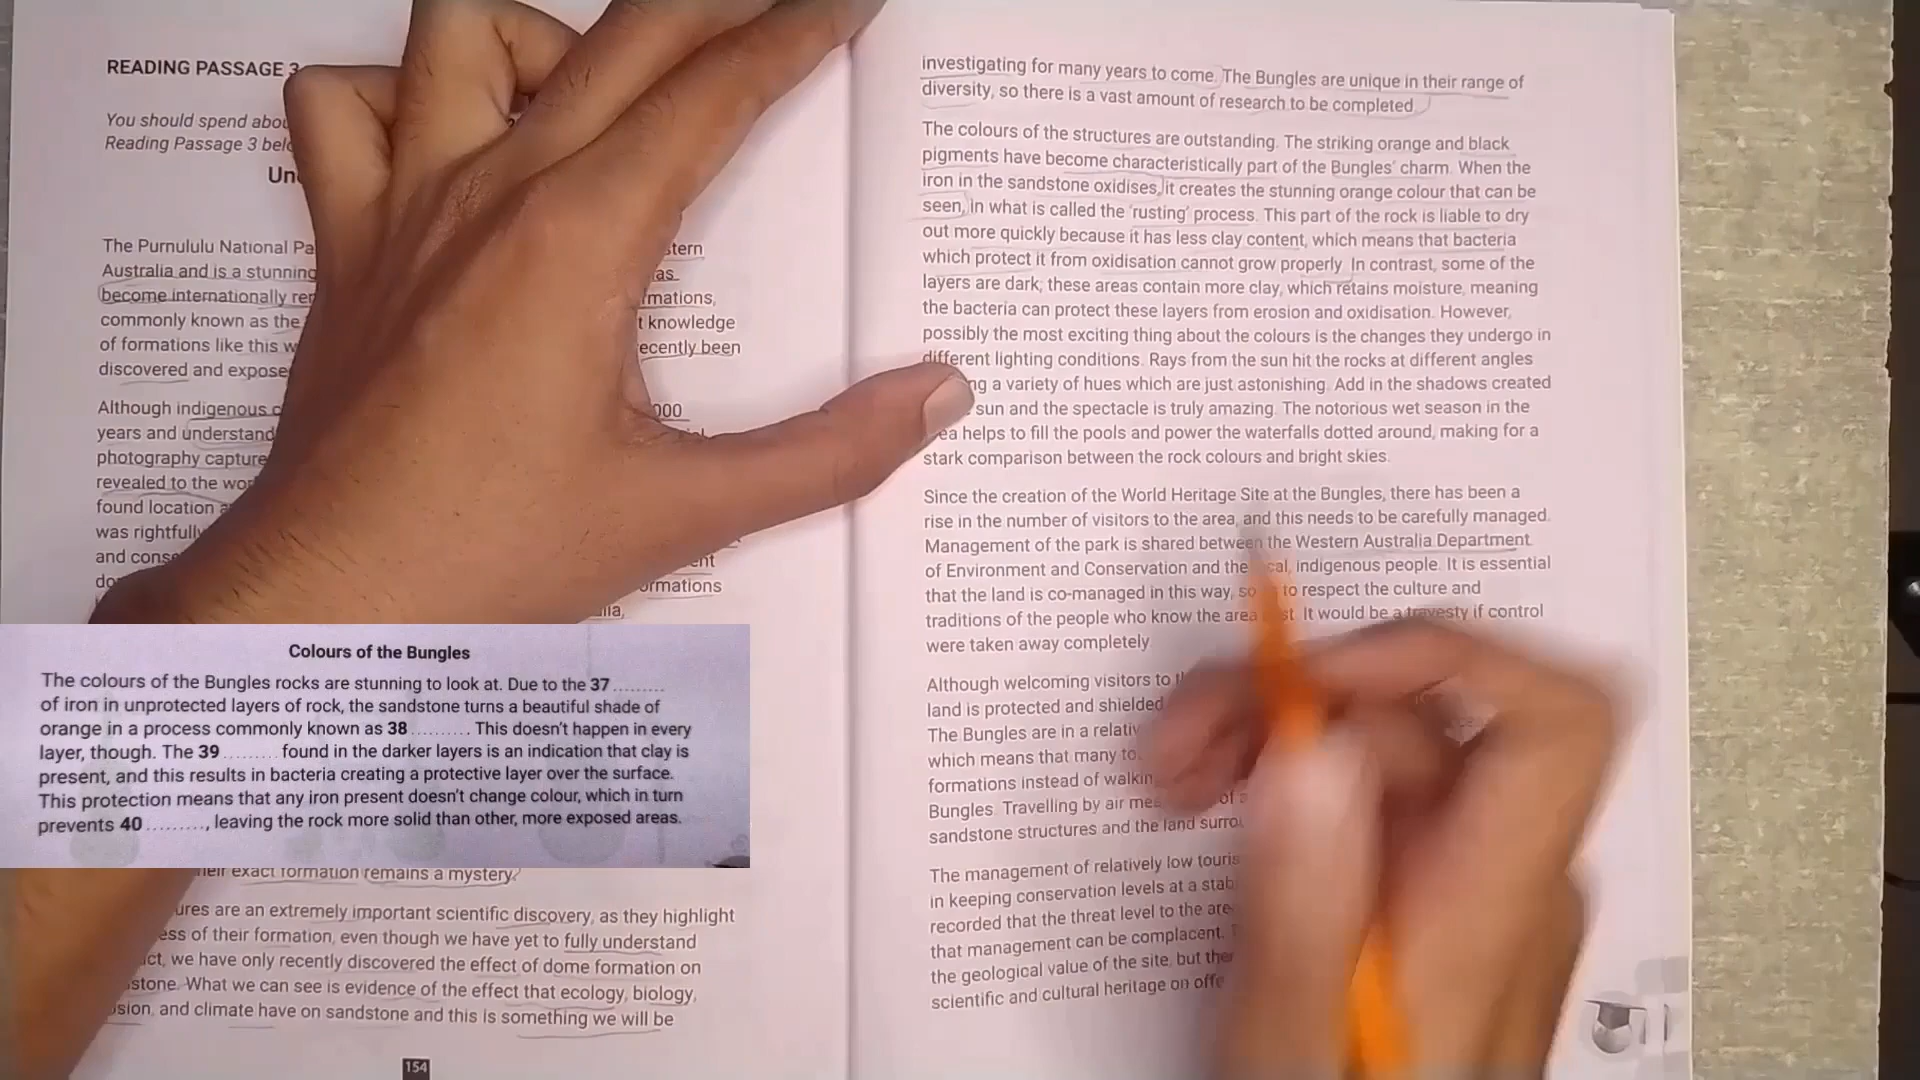 READING PASSAGE 3
You should spend abou
Reading Passage 3 belo
Un
The Purnululu National Pa stern
Australia and is a stunning as
become internationally ren rmations,
commonly known as the t knowledge
of formations like this w ecently been
discovered and expose
Although indigenous c 000
years and understand
photography capture
revealed to the wor
found location a
was rightfully
and conse ent
do ormations
lia,
heir exact formation remains a mystery.
ures are an extremely important scientific discovery, as they highlight
ess of their formation, even though we have yet to fully understand
ct, we have only recently discovered the effect of dome formation on
stone. What we can see is evidence of the effect that ecology, biology,
sion, and climate have on sandstone and this is something we will be
154
Colours of the Bungles
The colours of the Bungles rocks are stunning to look at. Due to the 37 .........
of iron in unprotected layers of rock, the sandstone turns a beautiful shade of
orange in a process commonly known as 38 .......... This doesn't happen in every
layer, though. The 39 ......... found in the darker layers is an indication that clay is
present, and this results in bacteria creating a protective layer over the surface.
This protection means that any iron present doesn't change colour, which in turn
prevents 40 ........., leaving the rock more solid than other, more exposed areas.
investigating for many years to come. The Bungles are unique in their range of
diversity, so there is a vast amount of research to be completed.
The colours of the structures are outstanding. The striking orange and black
pigments have become characteristically part of the Bungles' charm. When the
iron in the sandstone oxidises, it creates the stunning orange colour that can be
seen, in what is called the 'rusting' process. This part of the rock is liable to dry
out more quickly because it has less clay content, which means that bacteria
which protect it from oxidisation cannot grow properly. In contrast, some of the
layers are dark; these areas contain more clay, which retains moisture, meaning
the bacteria can protect these layers from erosion and oxidisation. However,
possibly the most exciting thing about the colours is the changes they undergo in
different lighting conditions. Rays from the sun hit the rocks at different angles
ng a variety of hues which are just astonishing. Add in the shadows created
sun and the spectacle is truly amazing. The notorious wet season in the
ea helps to fill the pools and power the waterfalls dotted around, making for a
stark comparison between the rock colours and bright skies.
Since the creation of the World Heritage Site at the Bungles, there has been a
rise in the number of visitors to the area, and this needs to be carefully managed.
Management of the park is shared between the Western Australia Department
of Environment and Conservation and the cal, indigenous people. It is essential
that the land is co-managed in this way, so to respect the culture and
traditions of the people who know the area st. It would be a travesty if control
were taken away completely.
Although welcoming visitors to t
land is protected and shielded
The Bungles are in a relativ
which means that many to
formations instead of walkin
Bungles. Travelling by air mea of a
sandstone structures and the land surrou
The management of relatively low touris
in keeping conservation levels at a stab
recorded that the threat level to the are
that management can be complacent. T
the geological value of the site, but ther
scientific and cultural heritage on offe